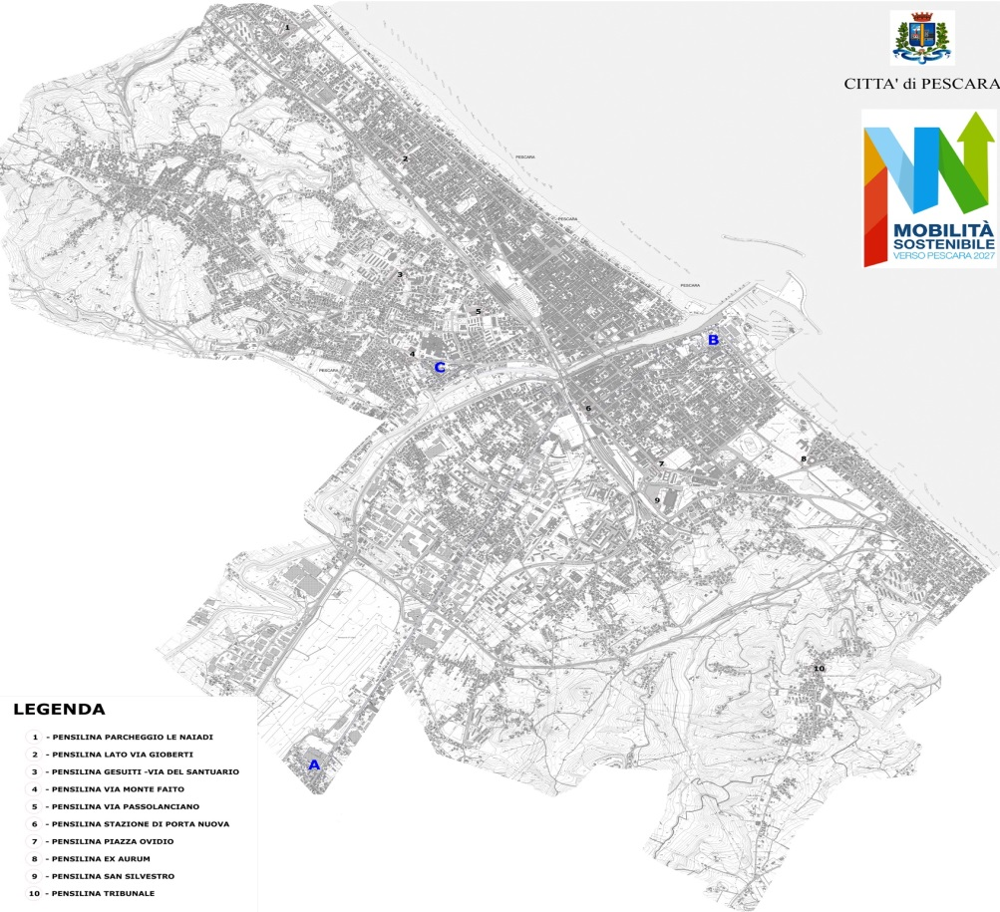 CITTA' di PESCARA
MOBILITÀ
SOSTENIBILE
VERSO PESCARA 2027
1
2
PESCARA
PESCARA
3
PESCARA
5
B
4
C
PESCARA
6
8
7
9
10
A
LEGENDA
1 - PENSILINA PARCHEGGIO LE NAIADI
2 - PENSILINA LATO VIA GIOBERTI
3 - PENSILINA GESUITI -VIA DEL SANTUARIO
4 - PENSILINA VIA MONTE FAITO
5 - PENSILINA VIA PASSOLANCIANO
6 - PENSILINA STAZIONE DI PORTA NUOVA
7 - PENSILINA PIAZZA OVIDIO
8 - PENSILINA EX AURUM
9 - PENSILINA SAN SILVESTRO
10 - PENSILINA TRIBUNALE